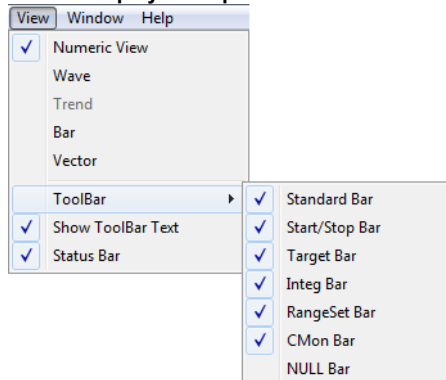 View Window Help
Numeric View
Wave
Trend
Bar
Vector
ToolBar
Show ToolBar Text
Status Bar
Standard Bar
Start/Stop Bar
Target Bar
Integ Bar
RangeSet Bar
CMon Bar
NULL Bar